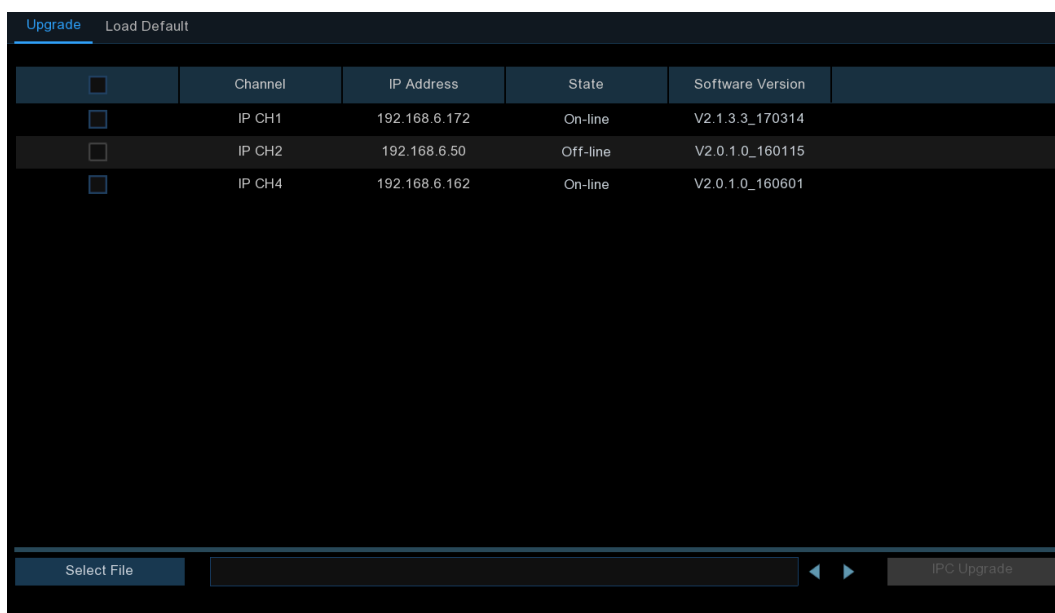 Upgrade Load Default
Channel IP Address State Software Version
IP CH1 192.168.6.172 On-line V2.1.3.3_170314
IP CH2 192.168.6.50 Off-line V2.0.1.0_160115
IP CH4 192.168.6.162 On-line V2.0.1.0_160601
Select File IPC Upgrade